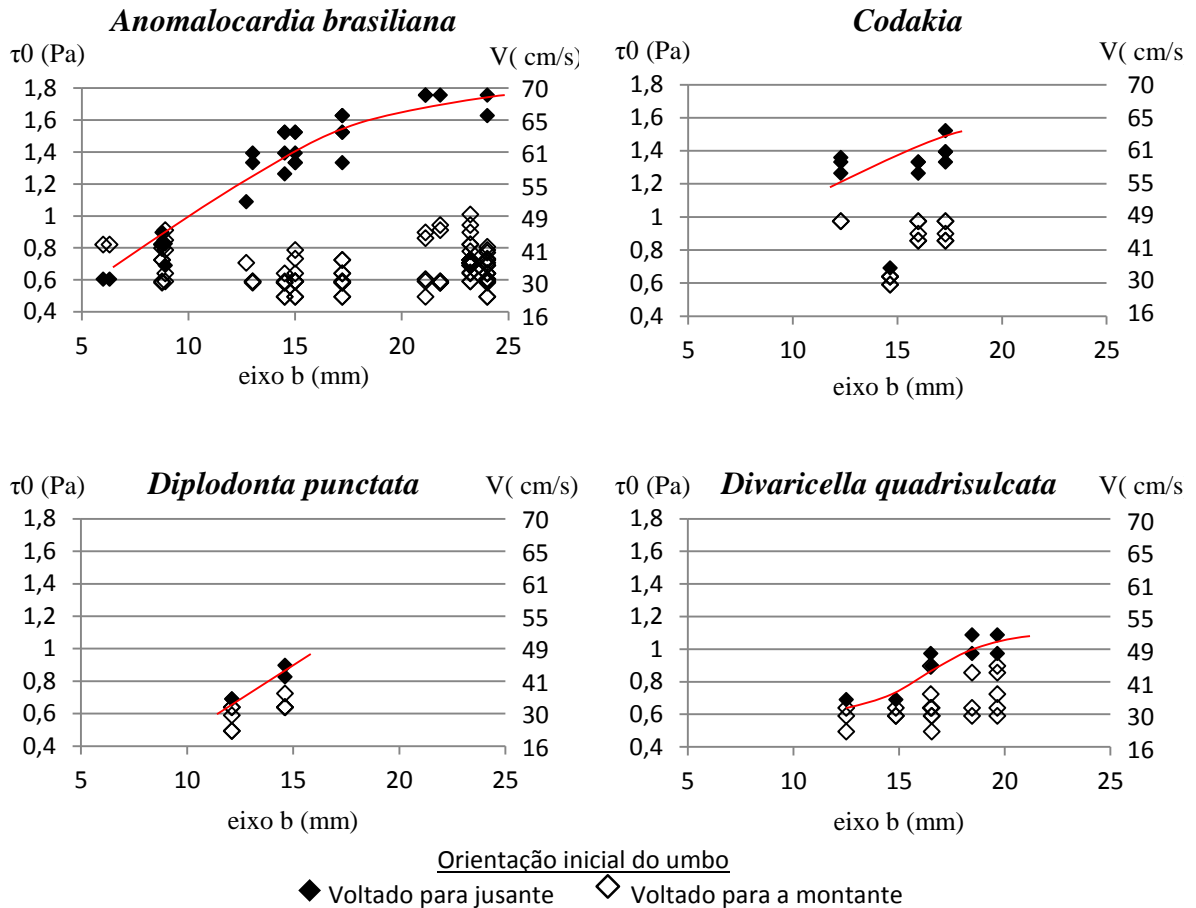 Anomalocardia brasiliana
τ0 (Pa) V( cm/s)
1,8 70
1,6 65
1,4 61
1,2 55
1 49
0,8 41
0,6 30
0,4 16
5 10 15 20 25
eixo b (mm)
Codakia
τ0 (Pa) V( cm/s)
1,8 70
1,6 65
1,4 61
1,2 55
1 49
0,8 41
0,6 30
0,4 16
5 10 15 20 25
eixo b (mm)
Diplodonta punctata
τ0 (Pa) V( cm/s)
1,8 70
1,6 65
1,4 61
1,2 55
1 49
0,8 41
0,6 30
0,4 16
5 10 15 20 25
eixo b (mm)
Divaricella quadrisulcata
τ0 (Pa) V( cm/s
1,8 70
1,6 65
1,4 61
1,2 55
1 49
0,8 41
0,6 30
0,4 16
5 10 15 20 25
eixo b (mm)
Orientação inicial do umbo
Voltado para jusante Voltado para a montante